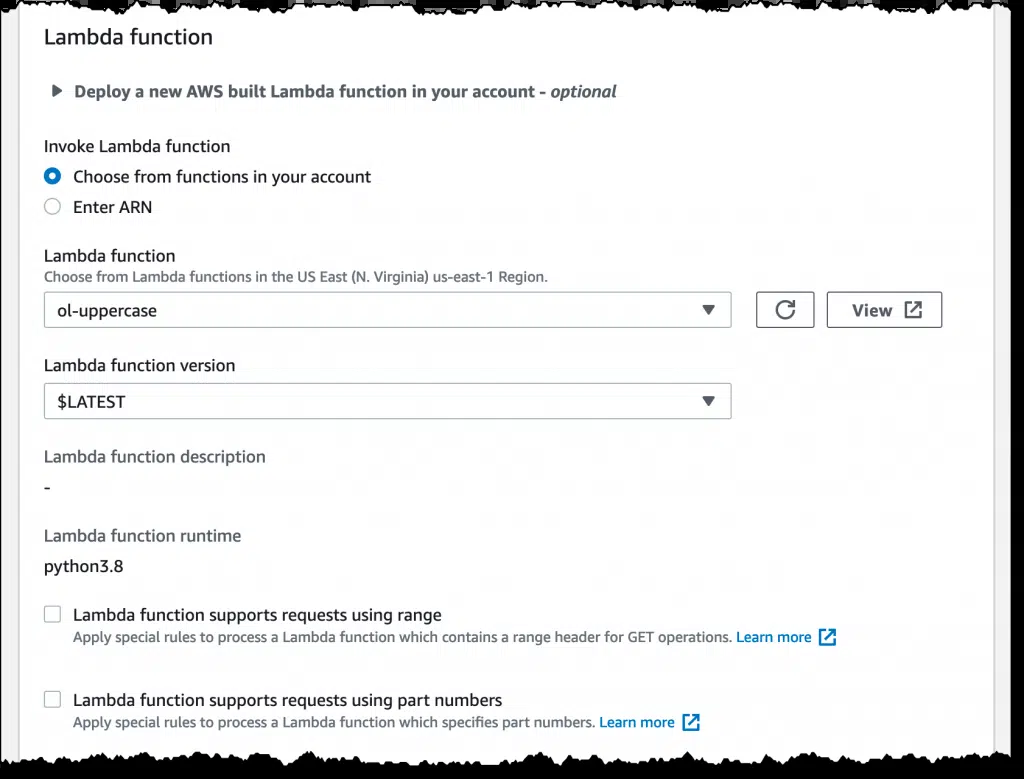 Lambda function
Deploy a new AWS built Lambda function in your account - optional
Invoke Lambda function
Choose from functions in your account
Enter ARN
Lambda function
Choose from Lambda functions in the US East (N. Virginia) us-east-1 Region.
ol-uppercase
View
Lambda function version
$LATEST
Lambda function description
-
Lambda function runtime
python3.8
Lambda function supports requests using range
Apply special rules to process a Lambda function which contains a range header for GET operations. Learn more
Lambda function supports requests using part numbers
Apply special rules to process a Lambda function which specifies part numbers. Learn more